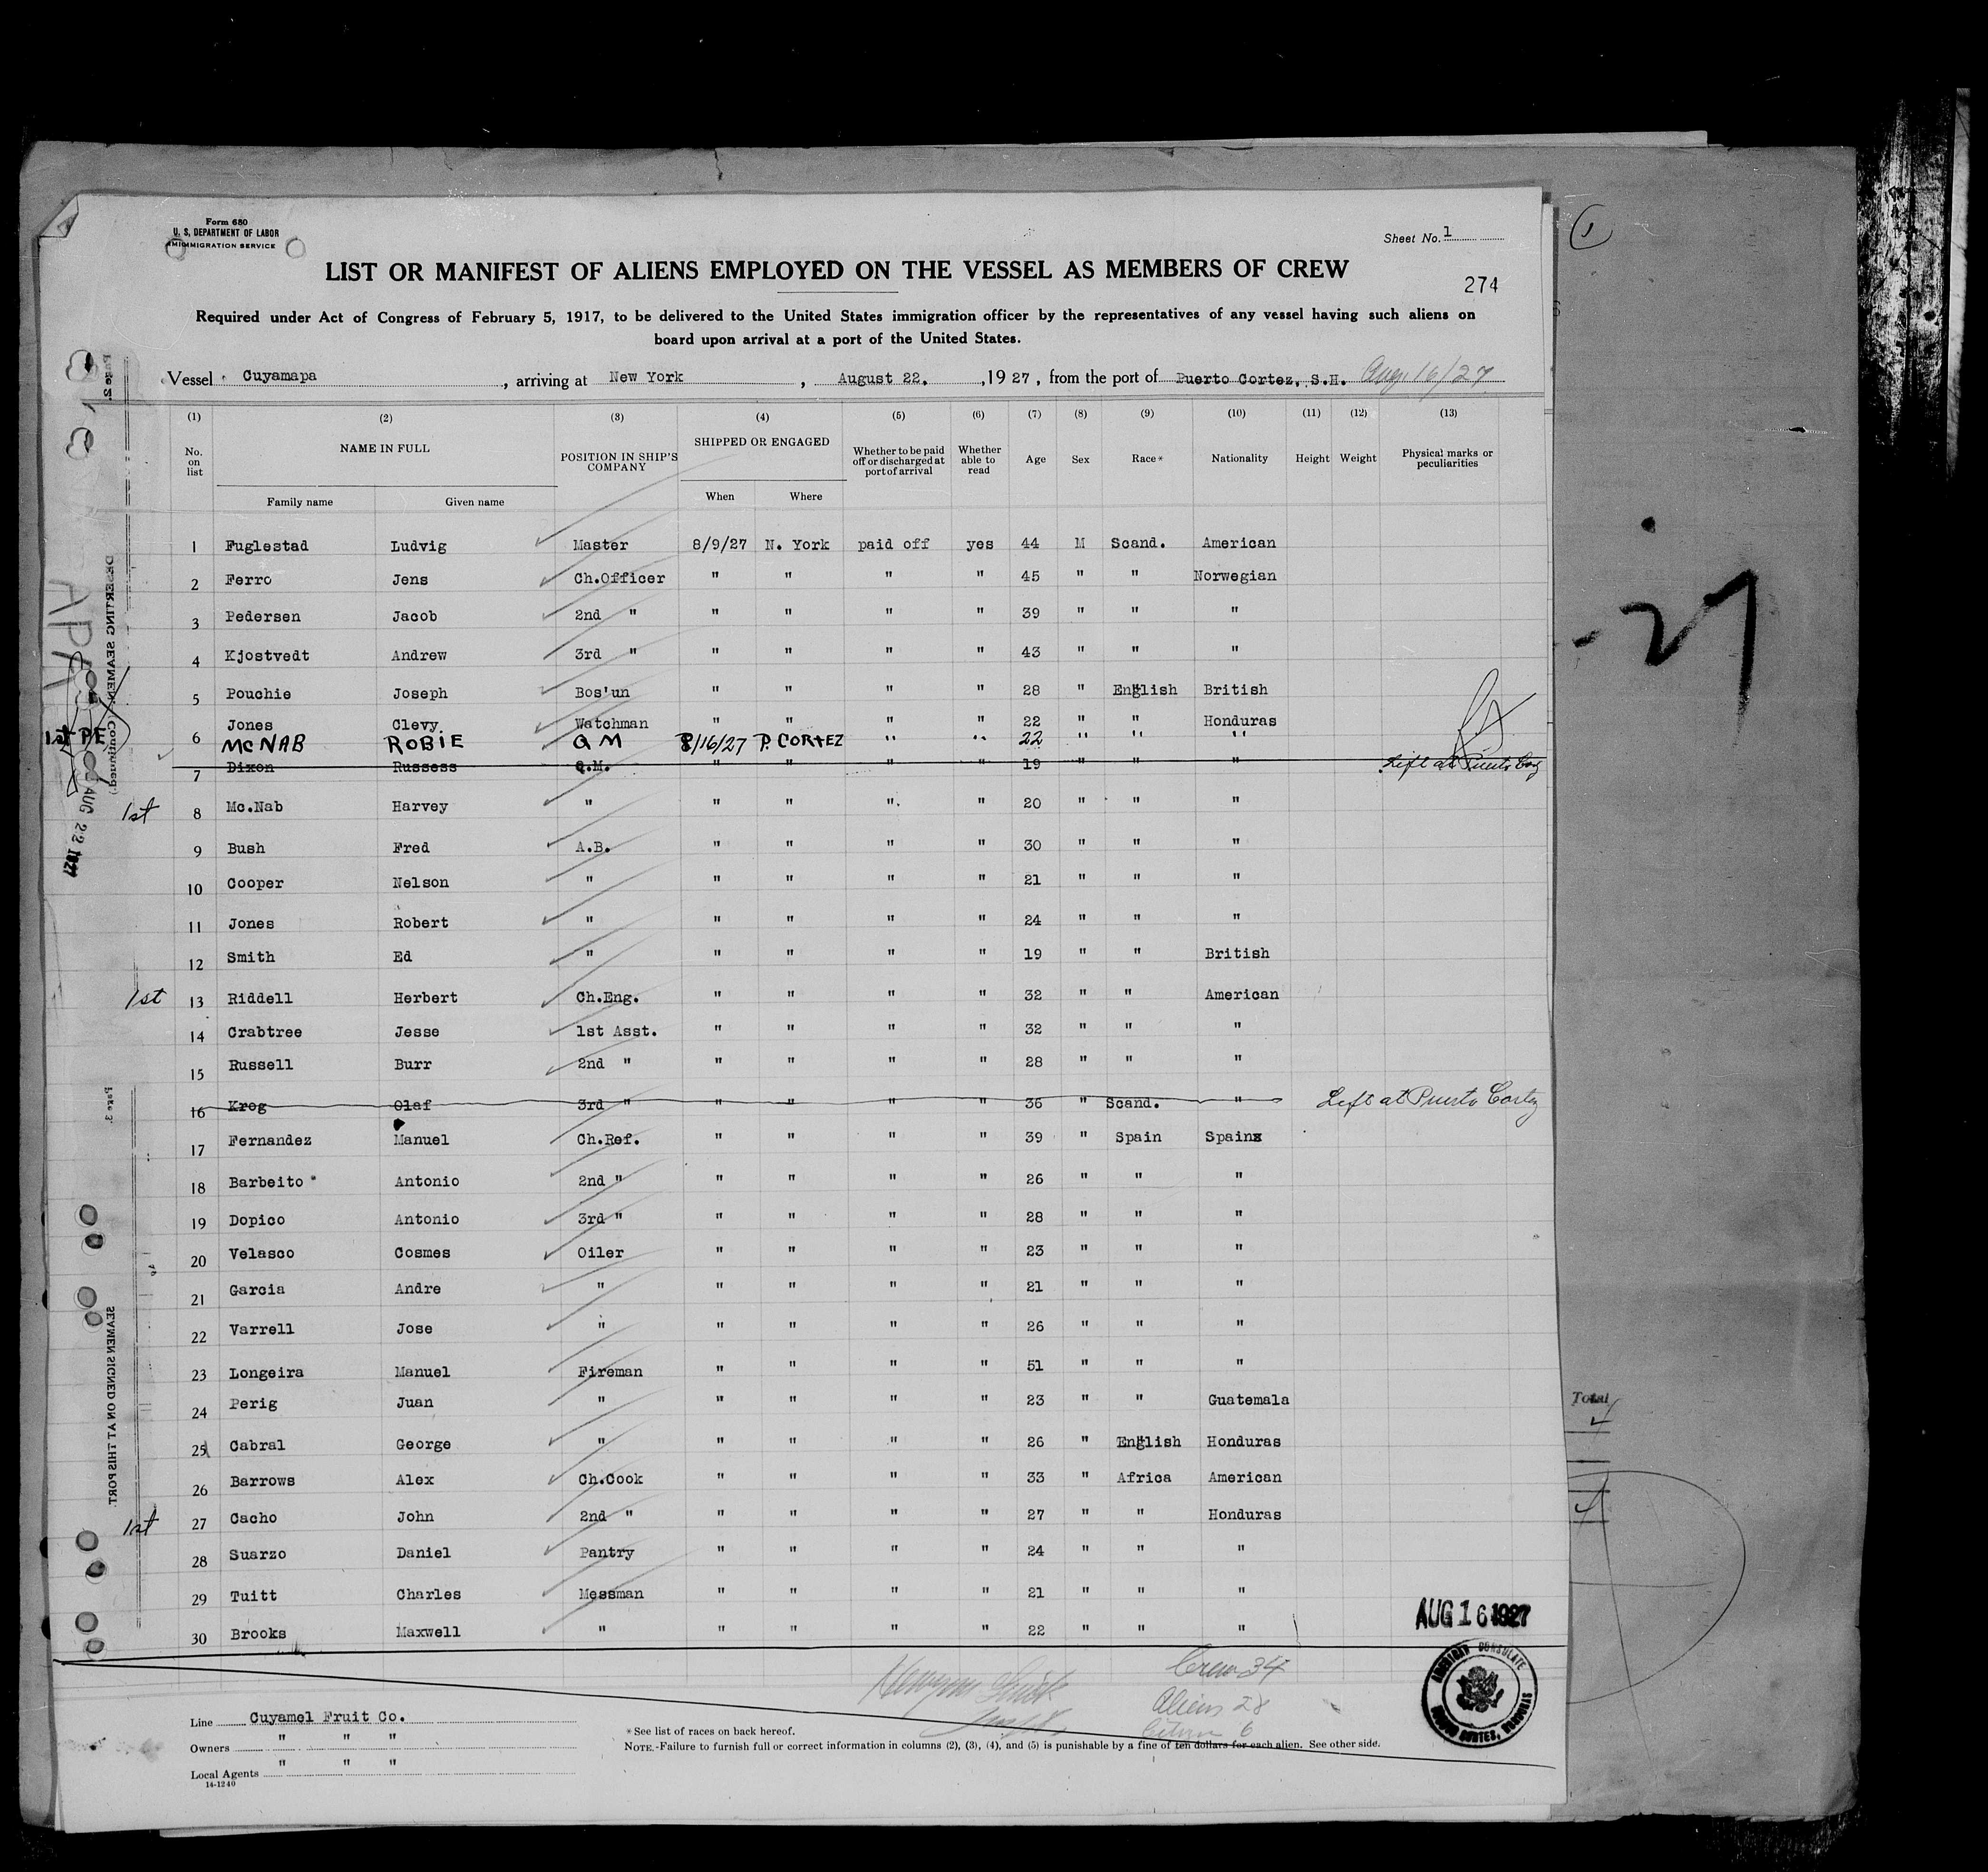 Form 680
U. S. DEPARTMENT OF LABOR
IMMIGRATION SERVICE
Sheet No. 1
LIST OR MANIFEST OF ALIENS EMPLOYED ON THE VESSEL AS MEMBERS OF CREW
274
Required under Act of Congress of February 5, 1917, to be delivered to the United States immigration officer by the representatives of any vessel having such aliens on
board upon arrival at a port of the United States.
Vessel Cuyamapa, arriving at New York, August 22, 1927, from the port of Puerto Cortez, S.H. Aug. 16/27
(1) (2) (3) (4) (5) (6) (7) (8) (9) (10) (11) (12) (13)
No. on list NAME IN FULL Family name Given name POSITION IN SHIP'S COMPANY SHIPPED OR ENGAGED When Where Whether to be paid off or discharged at port of arrival Whether able to read Age Sex Race* Nationality Height Weight Physical marks or peculiarities
1 Fuglestad Ludvig Master 8/9/27 N. York paid off yes 44 M Scand. American
2 Ferro Jens Ch.Officer " " " " 45 " " Norwegian
3 Pedersen Jacob 2nd " " " " " 39 " " "
4 Kjostvedt Andrew 3rd " " " " " 43 " " "
5 Pouchie Joseph Bos'un " " " " 28 " English British
6 Jones Clevy Watchman " " " " 22 " " Honduras
1st P.E. MCNAB ROBIE Q M 8/16/27 P. CORTEZ " " 22 " " "
7 Dixon Russess Q.M. " " " " 19 " " " Left at Puerto Cortez
1st 8 Mc.Nab Harvey " " " " " 20 " " "
9 Bush Fred A.B. " " " " 30 " " "
10 Cooper Nelson " " " " " 21 " " "
11 Jones Robert " " " " " 24 " " "
12 Smith Ed " " " " " 19 " " British
1st 13 Riddell Herbert Ch.Eng. " " " " 32 " " American
14 Crabtree Jesse 1st Asst. " " " " 32 " " "
15 Russell Burr 2nd " " " " " 28 " " "
16 Krog Olaf 3rd " " " " " 36 " Scand. " Left at Puerto Cortez
17 Fernandez Manuel Ch.Ref. " " " " 39 " Spain Spain
18 Barbeito Antonio 2nd " " " " " 26 " " "
19 Dopico Antonio 3rd " " " " " 28 " " "
20 Velasco Cosmes Oiler " " " " 23 " " "
21 Garcia Andre " " " " " 21 " " "
22 Varrell Jose " " " " " 26 " " "
23 Longeira Manuel Fireman " " " " 51 " " "
24 Perig Juan " " " " " 23 " " Guatemala
25 Cabral George " " " " " 26 " English Honduras
26 Barrows Alex Ch.Cook " " " " 33 " Africa American
1st 27 Cacho John 2nd " " " " " 27 " " Honduras
28 Suarzo Daniel Pantry " " " " 24 " " "
29 Tuitt Charles Messman " " " " 21 " " "
30 Brooks Maxwell " " " " " 22 " " "
AUG 16 1927
AMERICAN CONSULATE
PUERTO CORTES, HONDURAS
Crew 34
Aliens 28
Citizen 6
Line Cuyamel Fruit Co.
Owners " " "
Local Agents " " "
14-1240
*See list of races on back hereof.
NOTE.-Failure to furnish full or correct information in columns (2), (3), (4), and (5) is punishable by a fine of ten dollars for each alien. See other side.
DESERTING SEAMEN (Continued)
AUG 22 1927
Page 3.
SEAMEN SIGNED ON AT THIS PORT.
Page 2.
1
- 27
Total